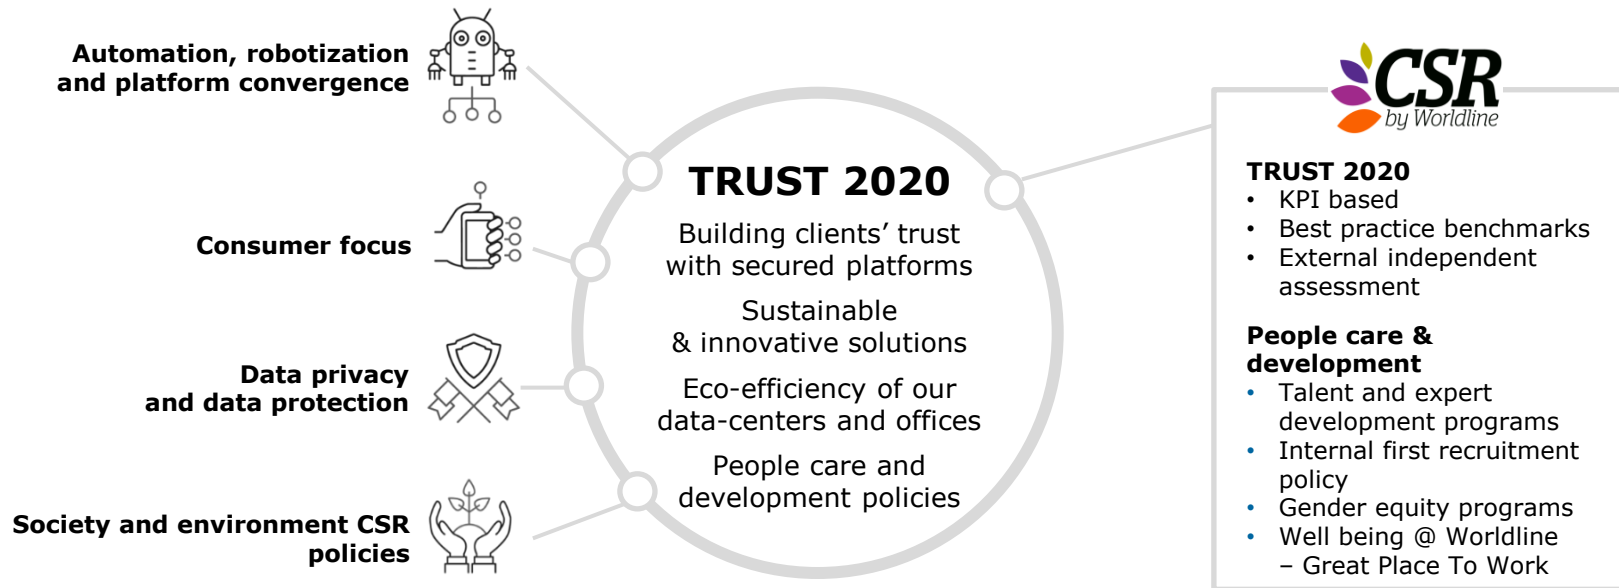 Automation, robotization
and platform convergence
Consumer focus
Data privacy
and data protection
Society and environment CSR
policies
TRUST 2020
Building clients’ trust
with secured platforms
Sustainable
& innovative solutions
Eco-efficiency of our
data-centers and offices
People care and
development policies
CSR
by Worldline
TRUST 2020
• KPI based
• Best practice benchmarks
• External independent
assessment
People care &
development
• Talent and expert
development programs
• Internal first recruitment
policy
• Gender equity programs
• Well being @ Worldline
– Great Place To Work